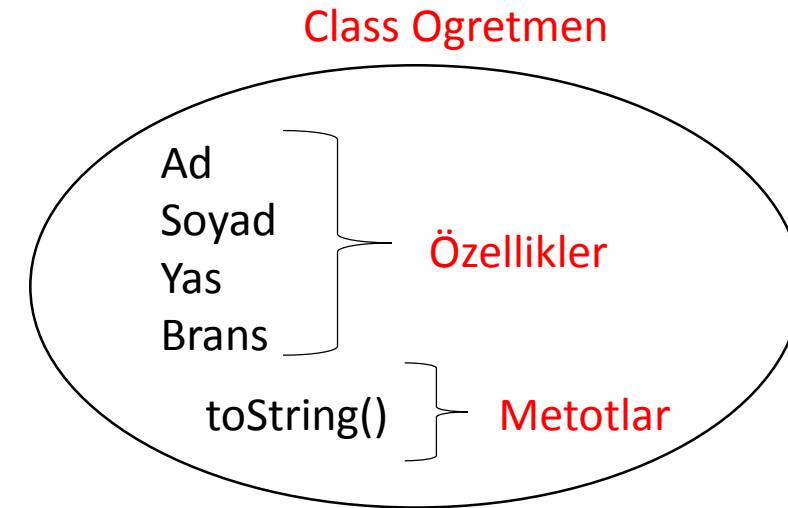 Class Ogretmen
Ad
Soyad
Özellikler
Yas
Brans
toString()
Metotlar